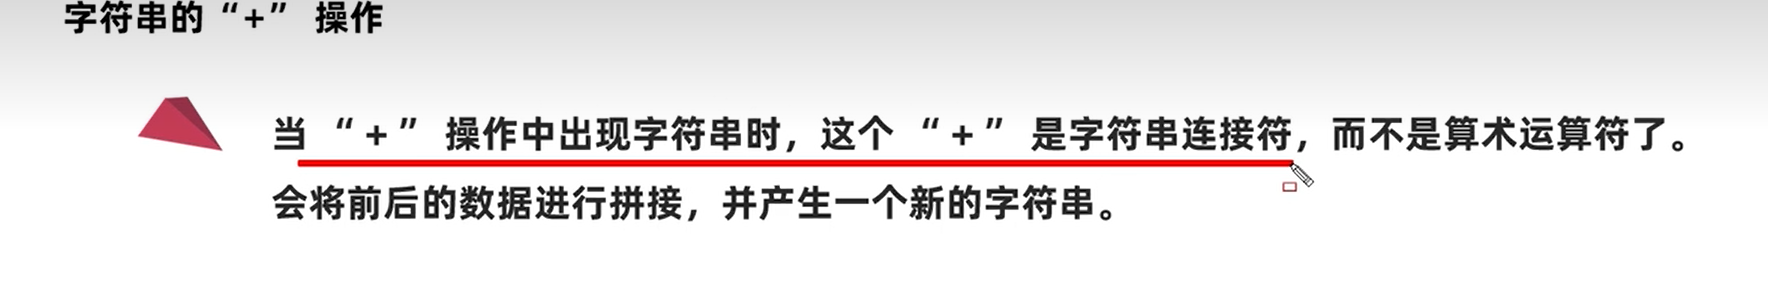 字符串的“+” 操作
当 “+” 操作中出现字符串时，这个 “+” 是字符串连接符，而不是算术运算符了。
会将前后的数据进行拼接，并产生一个新的字符串。